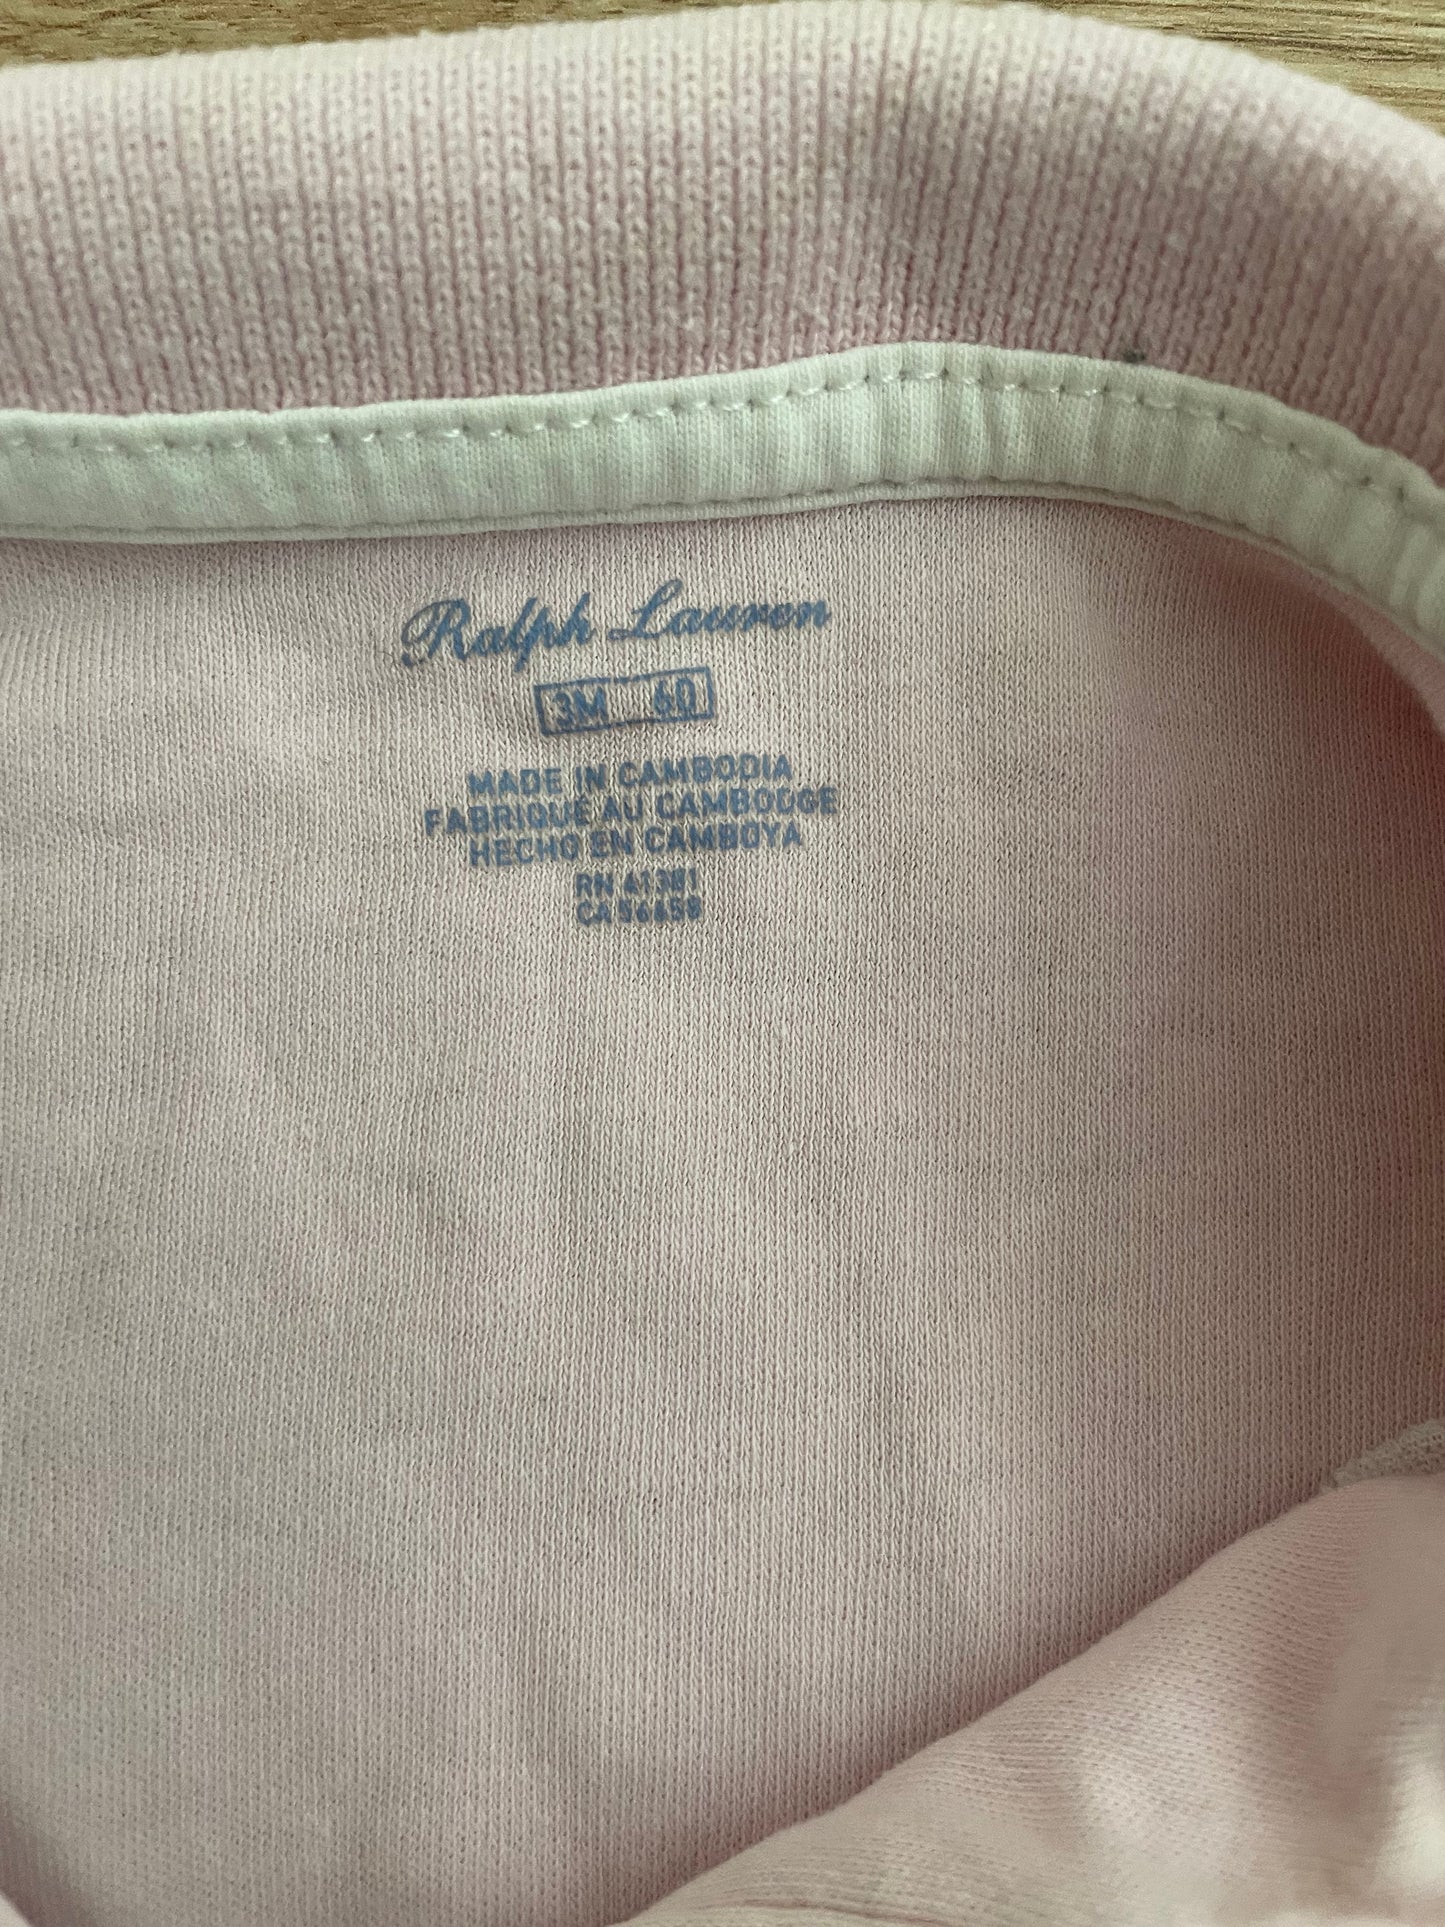 Ralph Lauren
3M 60
MADE IN CAMBODIA
FABRIQUÉ AU CAMBODGE
HECHO EN CAMBOYA
RN 41381
CA 56658